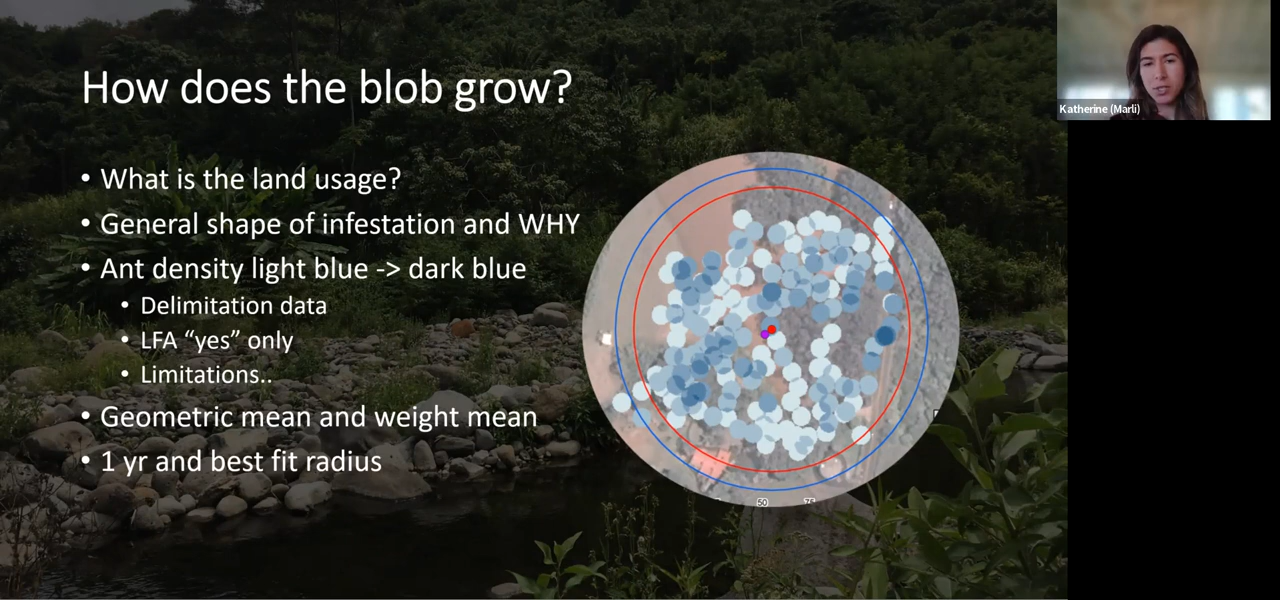 How does the blob grow?
• What is the land usage?
• General shape of infestation and WHY
• Ant density light blue -> dark blue
• Delimitation data
• LFA “yes” only
• Limitations..
• Geometric mean and weight mean
• 1 yr and best fit radius
50 75
Katherine (Marli)